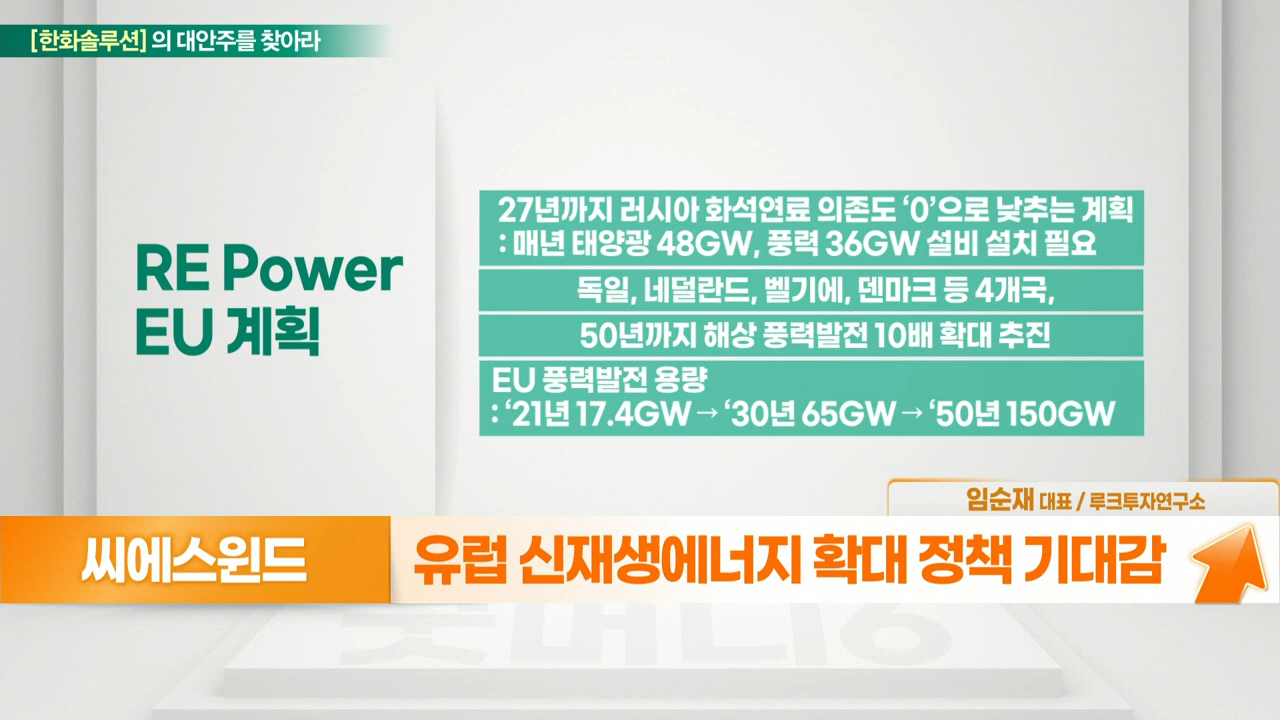 [한화솔루션]의 대안주를 찾아라
RE Power
EU 계획
27년까지 러시아 화석연료 의존도 ‘0’으로 낮추는 계획
: 매년 태양광 48GW, 풍력 36GW 설비 설치 필요
독일, 네덜란드, 벨기에, 덴마크 등 4개국,
50년까지 해상 풍력발전 10배 확대 추진
EU 풍력발전 용량
: ‘21년 17.4GW → ‘30년 65GW → ‘50년 150GW
임순재 대표 / 루크투자연구소
씨에스윈드
유럽 신재생에너지 확대 정책 기대감